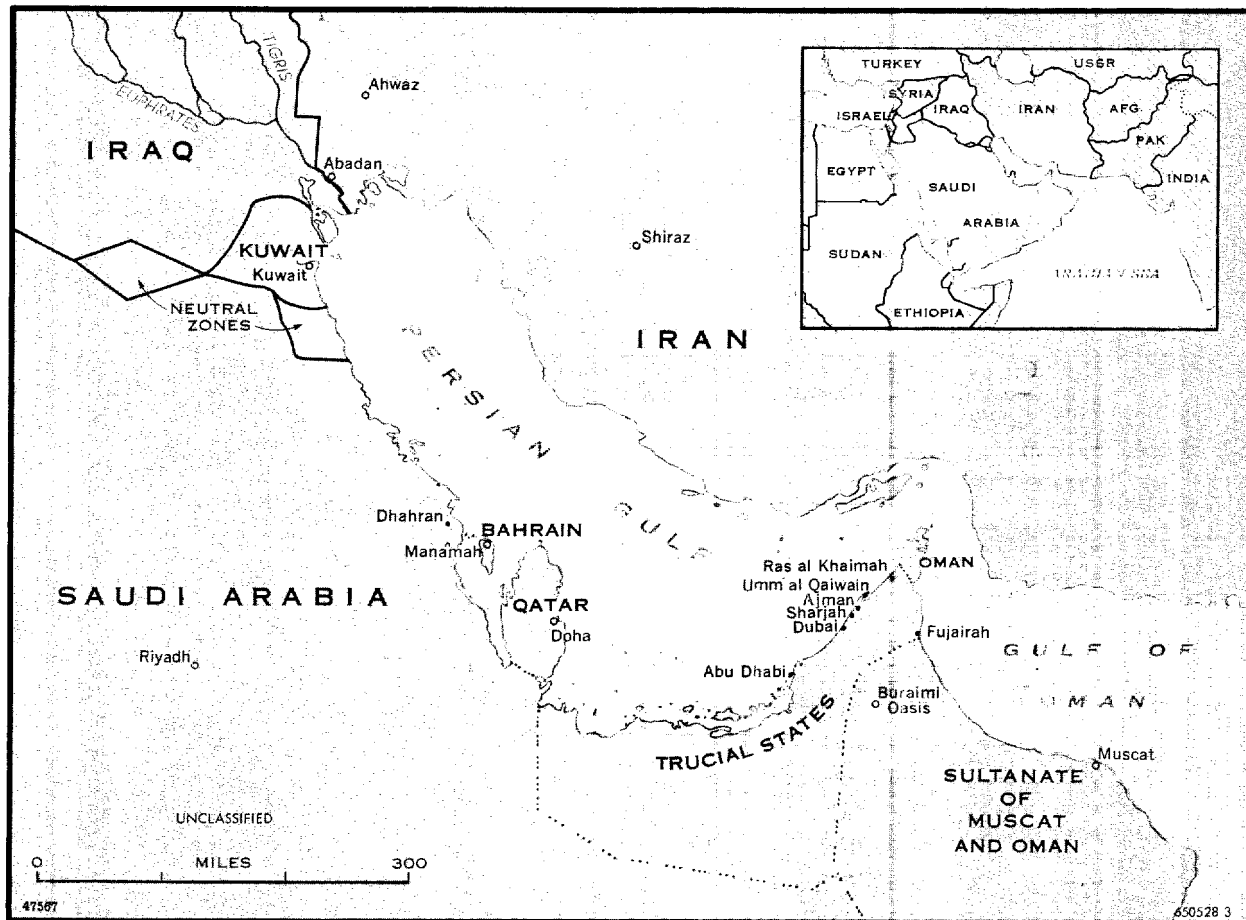 TIGRIS
EUPHRATES
Ahwaz
IRAQ
Abadan
KUWAIT
Kuwait
NEUTRAL
ZONES
Shiraz
IRAN
PERSIAN GULF
Dhahran
BAHRAIN
Manamah
SAUDI ARABIA
QATAR
Doha
Riyadh
Ras al Khaimah
Umm al Qaiwain
Ajman
Sharjah
Dubai
OMAN
Fujairah
Abu Dhabi
Buraimi
Oasis
TRUCIAL STATES
GULF OF
OMAN
Muscat
SULTANATE
OF
MUSCAT
AND OMAN
UNCLASSIFIED
0 MILES 300
47567
650528 3
TURKEY
USSR
SYRIA
ISRAEL
IRAQ
IRAN
AFG
PAK
EGYPT
SAUDI
ARABIA
INDIA
SUDAN
ARABIAN SEA
ETHIOPIA